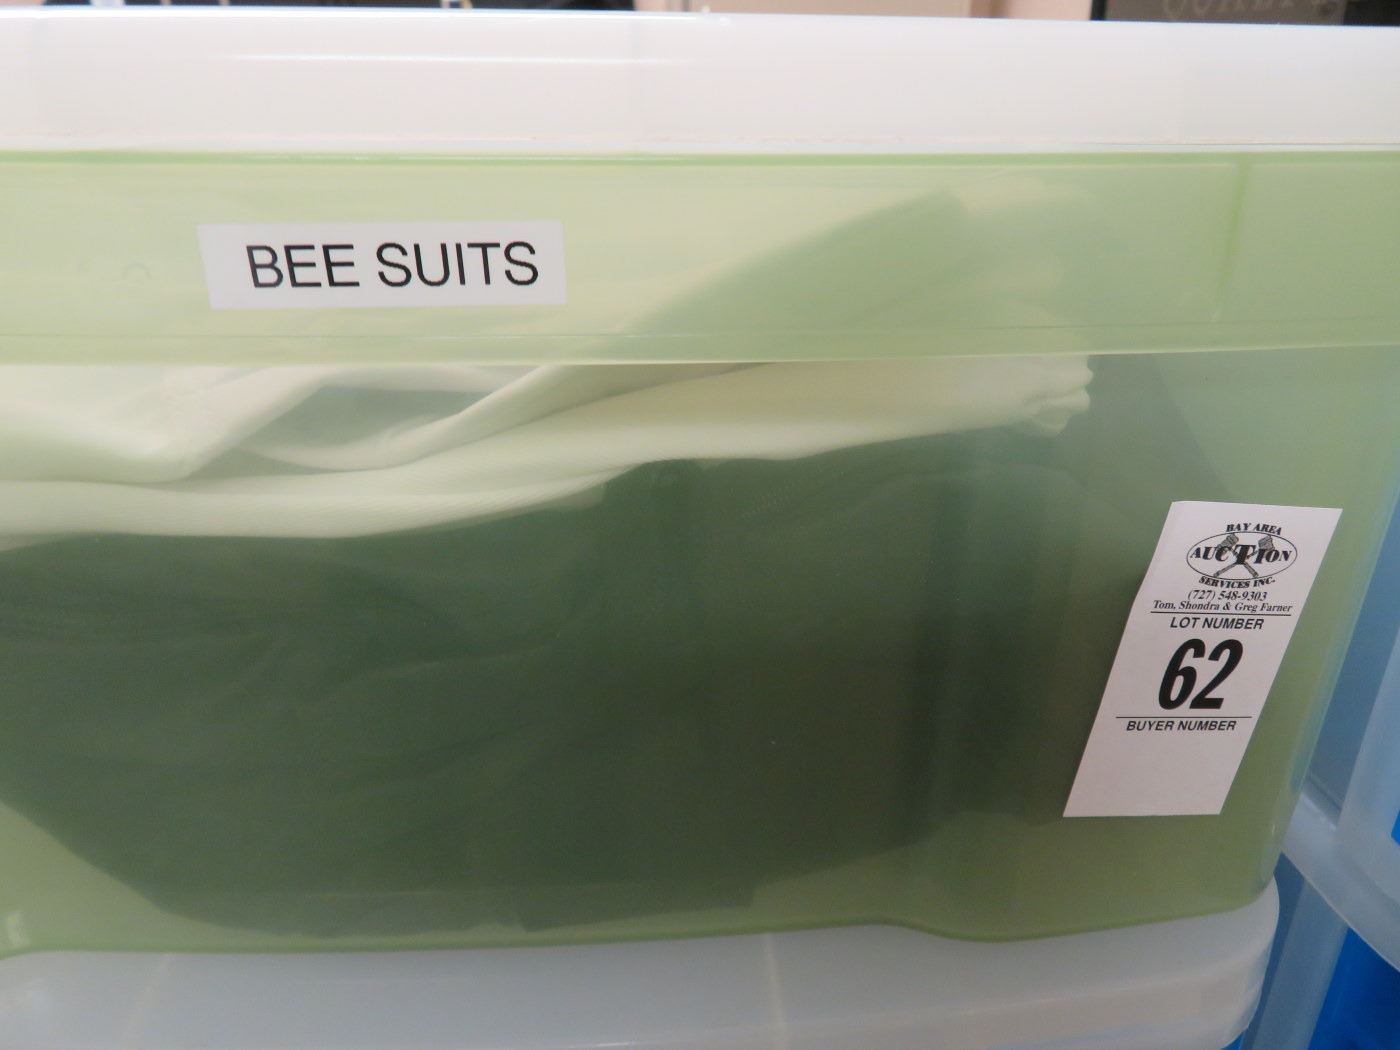 BEE SUITS
BAY AREA
AUCTION
SERVICES INC.
(727) 548-9303
Tom, Shondra & Greg Farner
LOT NUMBER
62
BUYER NUMBER